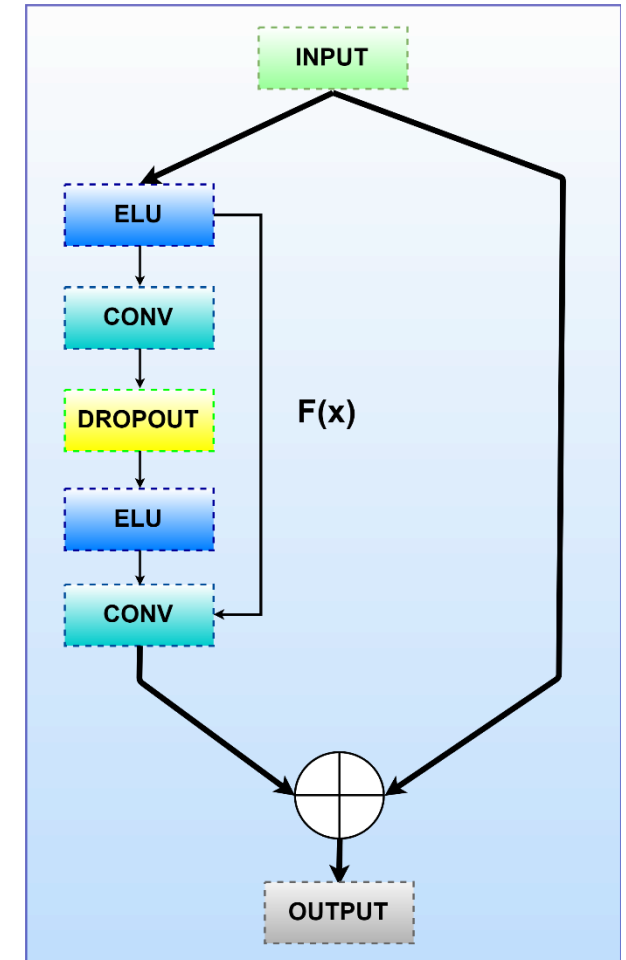 INPUT
ELU
CONV
DROPOUT
F(x)
ELU
CONV
OUTPUT